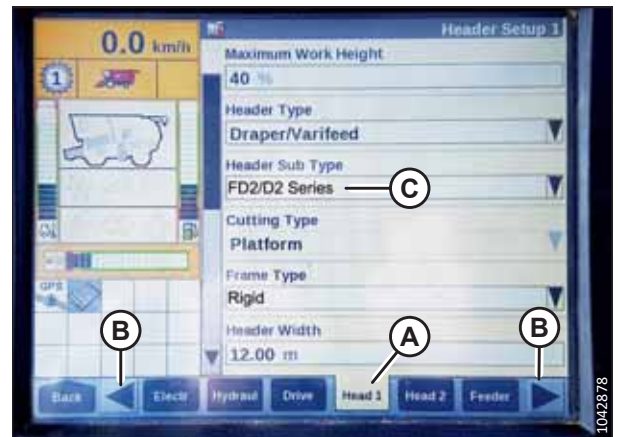 0.0 km/h
Header Setup 1
1
Maximum Work Height
40 %
Header Type
Draper/Varifeed
Header Sub Type
FD2/D2 Series
C
Cutting Type
Platform
Frame Type
Rigid
GPS
Header Width
12.00 m
B
A
B
Back
Electr
Hydraul
Drive
Head 1
Head 2
Feeder
1042878